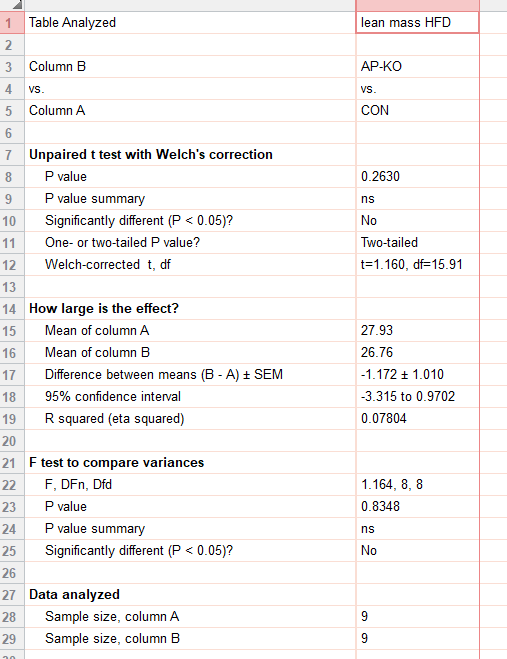 1 Table Analyzed lean mass HFD
2
3 Column B AP-KO
4 vs. vs.
5 Column A CON
6
7 Unpaired t test with Welch's correction
8 P value 0.2630
9 P value summary ns
10 Significantly different (P < 0.05)? No
11 One- or two-tailed P value? Two-tailed
12 Welch-corrected t, df t=1.160, df=15.91
13
14 How large is the effect?
15 Mean of column A 27.93
16 Mean of column B 26.76
17 Difference between means (B - A) ± SEM -1.172 ± 1.010
18 95% confidence interval -3.315 to 0.9702
19 R squared (eta squared) 0.07804
20
21 F test to compare variances
22 F, DFn, Dfd 1.164, 8, 8
23 P value 0.8348
24 P value summary ns
25 Significantly different (P < 0.05)? No
26
27 Data analyzed
28 Sample size, column A 9
29 Sample size, column B 9